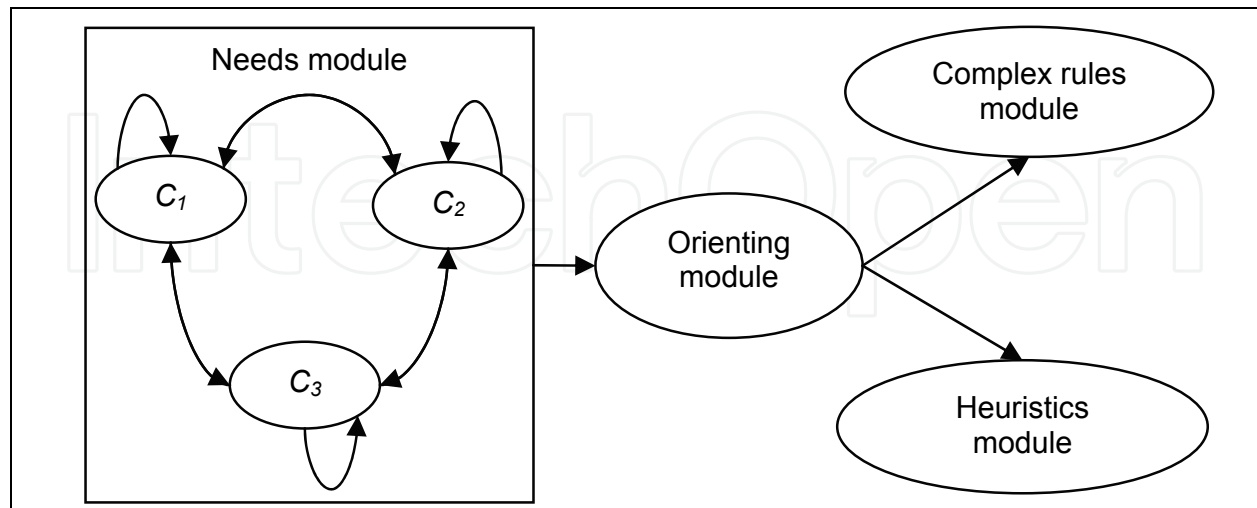 Needs module
C1
C2
C3
Orienting
module
Complex rules
module
Heuristics
module
IntechOpen